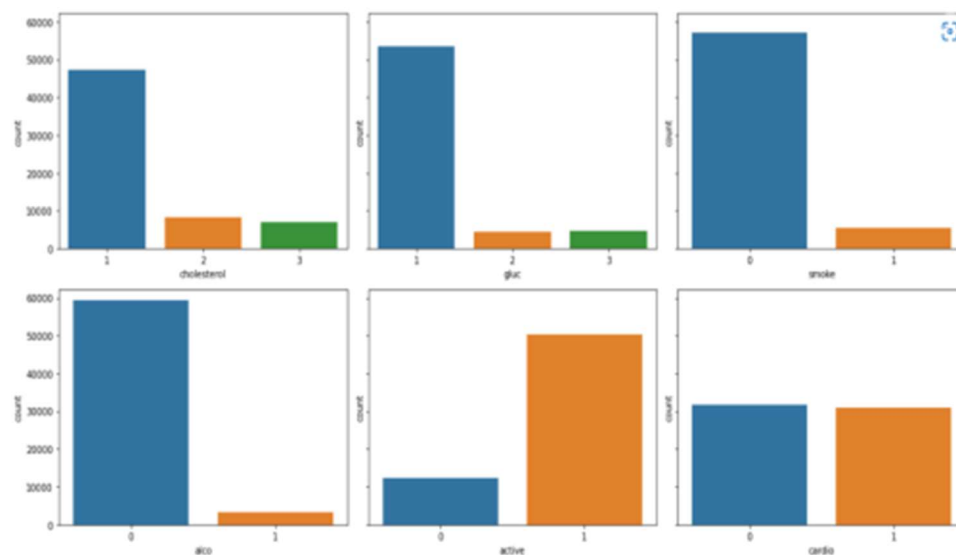 60000
50000
40000
30000
20000
10000
0
count
1 2 3
cholesterol
count
1 2 3
gluc
count
0 1
smoke
60000
50000
40000
30000
20000
10000
0
count
0 1
alco
count
0 1
active
count
0 1
cardio